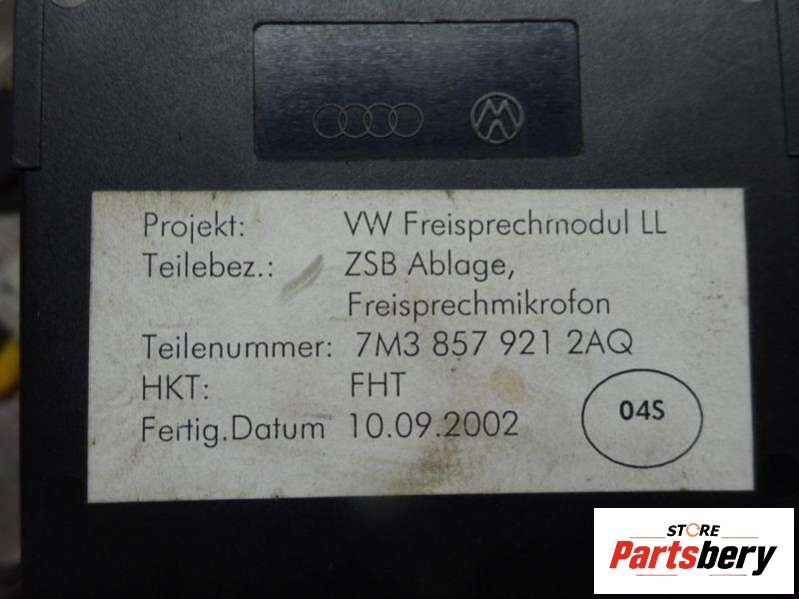 Projekt: VW Freisprechmodul LL
Teilebez.: ZSB Ablage,
Freisprechmikrofon
Teilenummer: 7M3 857 921 2AQ
HKT: FHT
Fertig.Datum 10.09.2002
04S
STORE
Partsbery